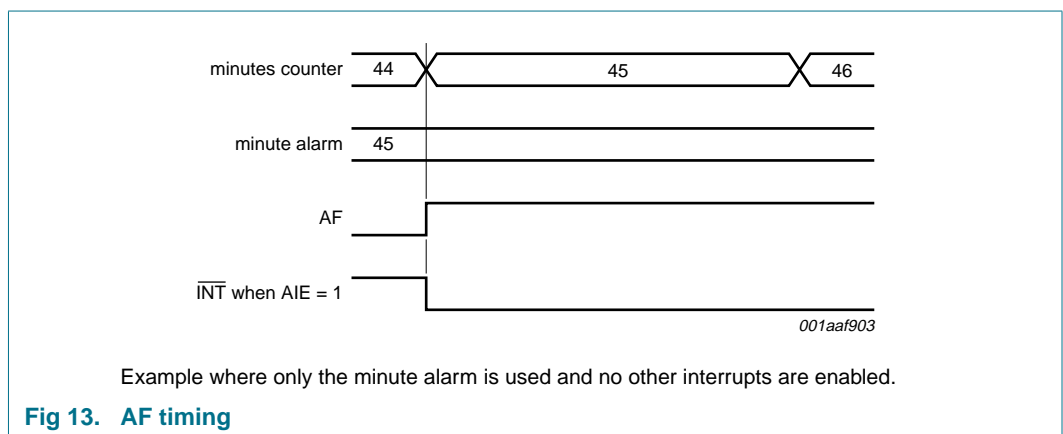 minutes counter 44 45 46
minute alarm 45
AF
INT when AIE = 1
001aaf903
Example where only the minute alarm is used and no other interrupts are enabled.
Fig 13. AF timing